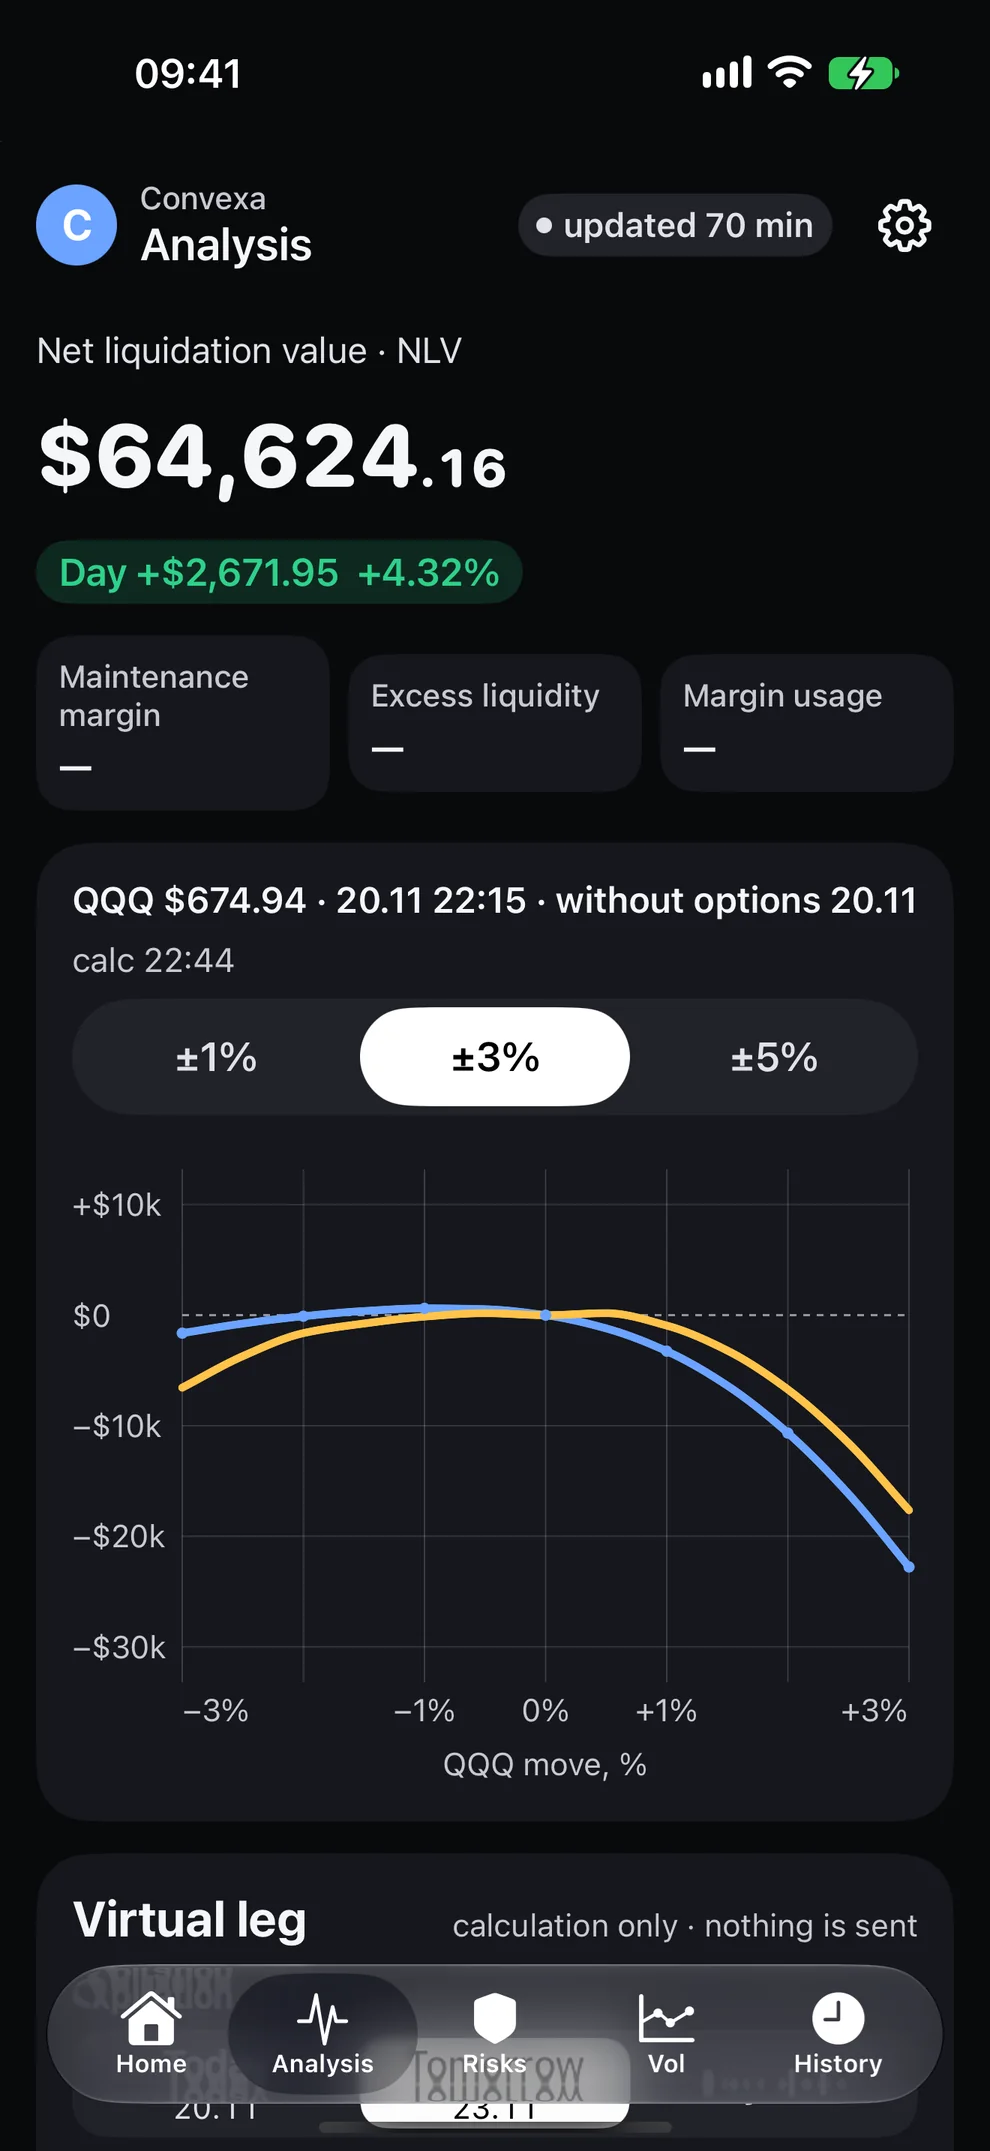 09:41
C
Convexa
Analysis
updated 70 min
Net liquidation value · NLV
$64,624.16
Day +$2,671.95 +4.32%
Maintenance
margin
—
Excess liquidity
—
Margin usage
—
QQQ $674.94 · 20.11 22:15 · without options 20.11
calc 22:44
±1%
±3%
±5%
+$10k
$0
−$10k
−$20k
−$30k
−3%
−1%
0%
+1%
+3%
QQQ move, %
Virtual leg
calculation only · nothing is sent
Tomorrow
Home
Analysis
Risks
Vol
History
20.11
23.11